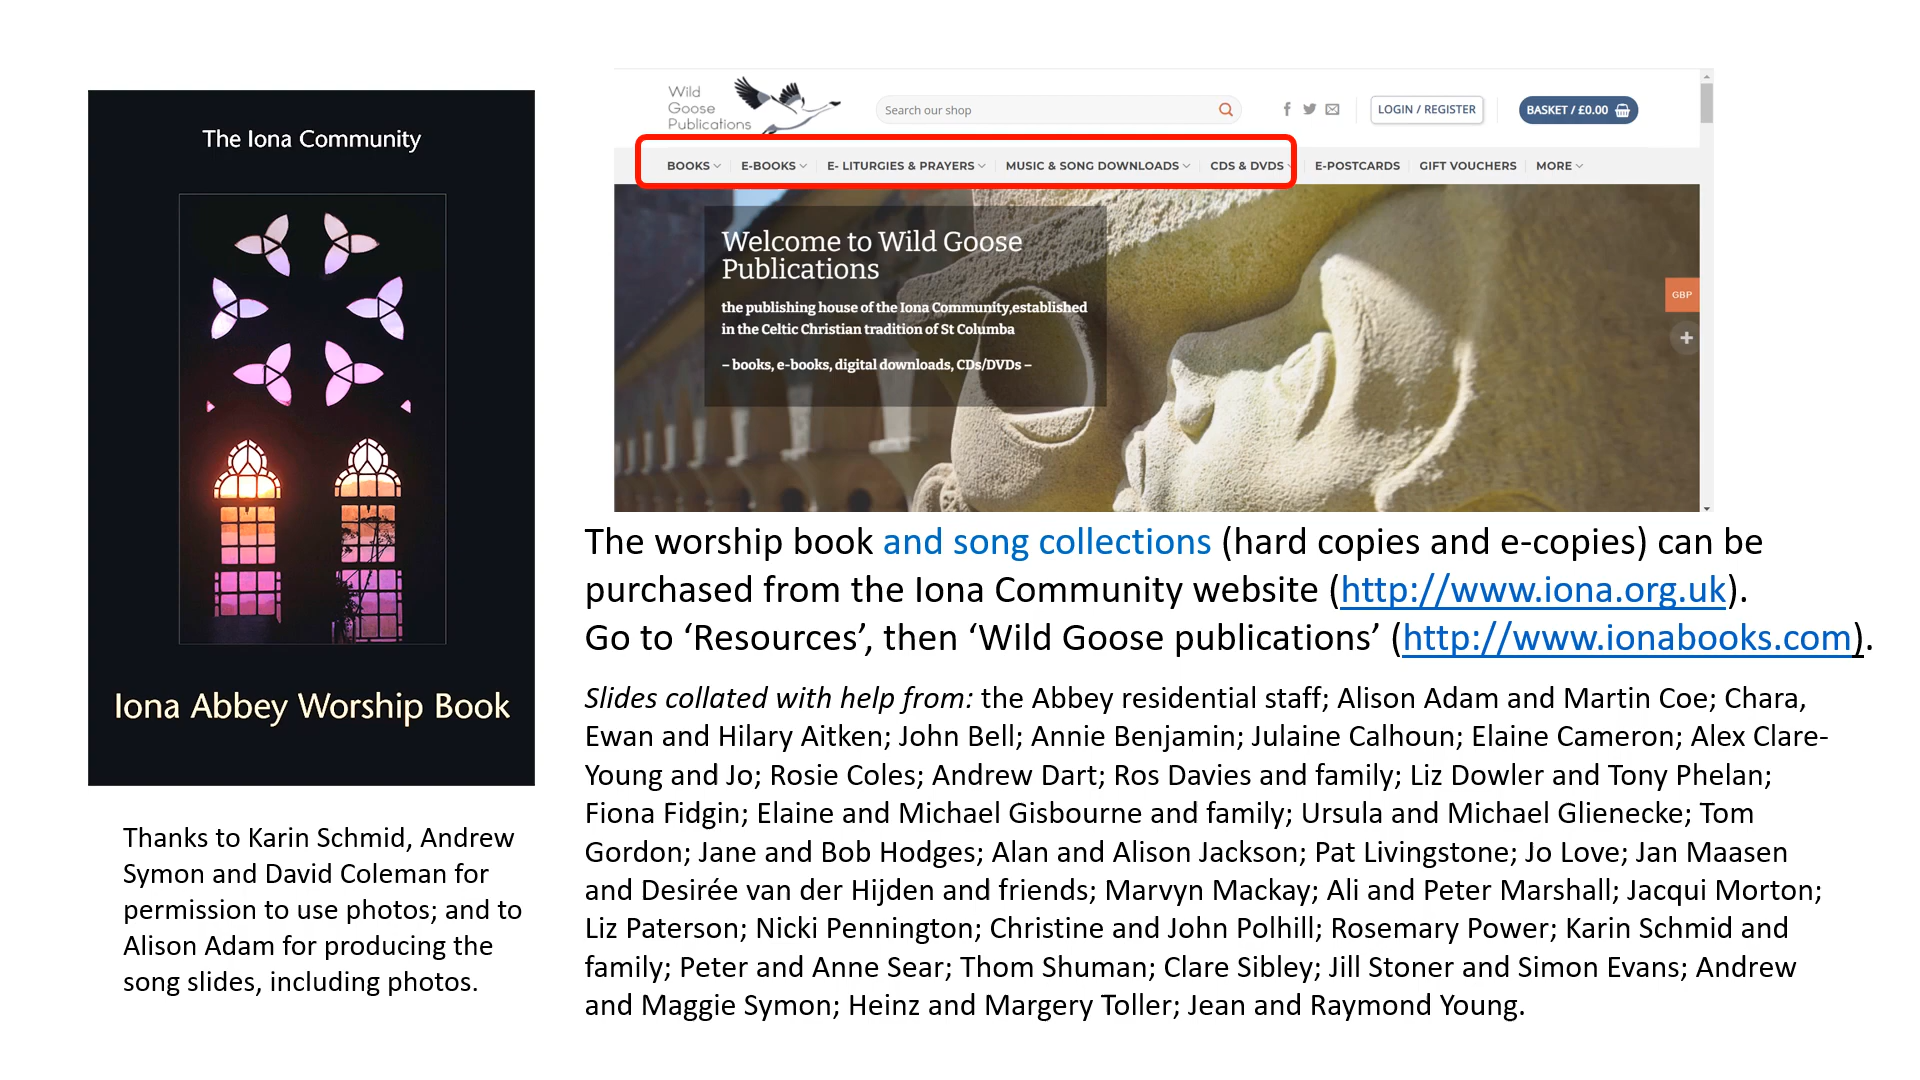 The Iona Community
Iona Abbey Worship Book
Thanks to Karin Schmid, Andrew
Symon and David Coleman for
permission to use photos; and to
Alison Adam for producing the
song slides, including photos.
Wild
Goose
Publications
Search our shop
LOGIN / REGISTER
BASKET / £0.00
BOOKS E-BOOKS E- LITURGIES & PRAYERS MUSIC & SONG DOWNLOADS CDS & DVDS E-POSTCARDS GIFT VOUCHERS MORE
Welcome to Wild Goose
Publications
the publishing house of the Iona Community,established
in the Celtic Christian tradition of St Columba
– books, e-books, digital downloads, CDs/DVDs –
GBP
The worship book and song collections (hard copies and e-copies) can be
purchased from the Iona Community website (http://www.iona.org.uk).
Go to ‘Resources’, then ‘Wild Goose publications’ (http://www.ionabooks.com).
Slides collated with help from: the Abbey residential staff; Alison Adam and Martin Coe; Chara,
Ewan and Hilary Aitken; John Bell; Annie Benjamin; Julaine Calhoun; Elaine Cameron; Alex Clare-
Young and Jo; Rosie Coles; Andrew Dart; Ros Davies and family; Liz Dowler and Tony Phelan;
Fiona Fidgin; Elaine and Michael Gisbourne and family; Ursula and Michael Glienecke; Tom
Gordon; Jane and Bob Hodges; Alan and Alison Jackson; Pat Livingstone; Jo Love; Jan Maasen
and Desirée van der Hijden and friends; Marvyn Mackay; Ali and Peter Marshall; Jacqui Morton;
Liz Paterson; Nicki Pennington; Christine and John Polhill; Rosemary Power; Karin Schmid and
family; Peter and Anne Sear; Thom Shuman; Clare Sibley; Jill Stoner and Simon Evans; Andrew
and Maggie Symon; Heinz and Margery Toller; Jean and Raymond Young.